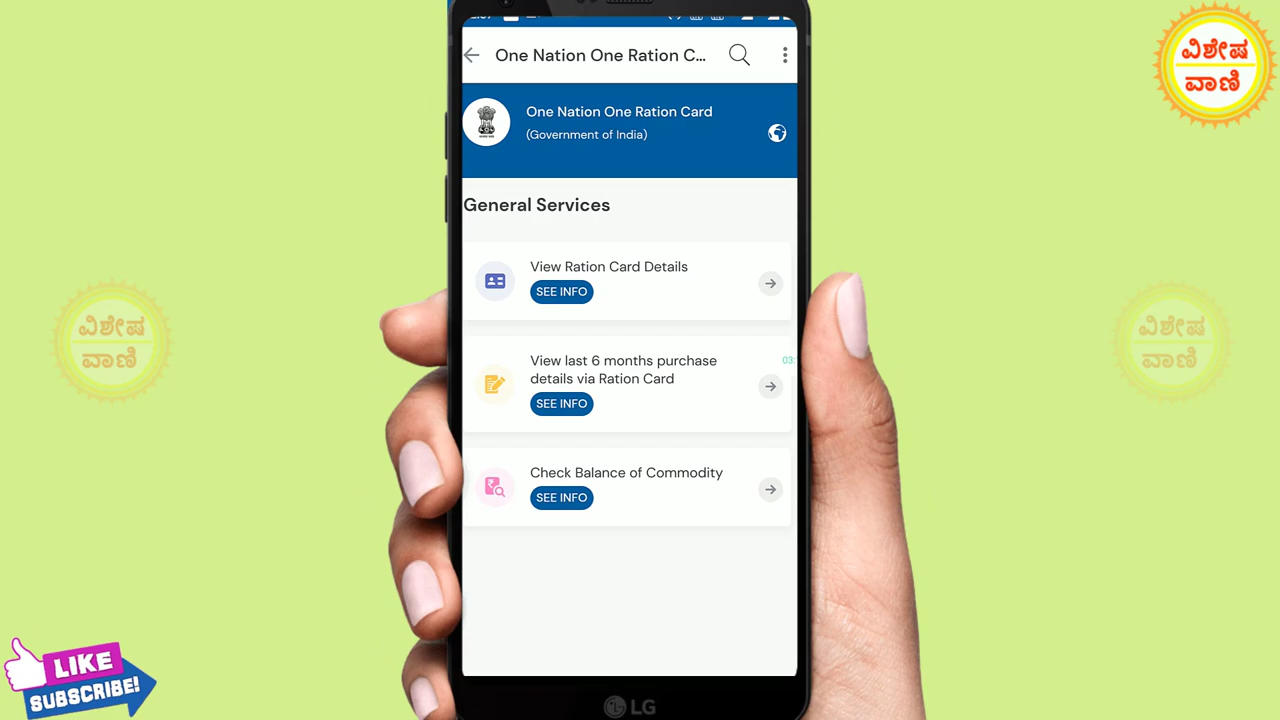 One Nation One Ration C...
One Nation One Ration Card
(Government of India)
General Services
View Ration Card Details
SEE INFO
View last 6 months purchase
details via Ration Card
SEE INFO
03:
Check Balance of Commodity
SEE INFO
LG
ವಿಶೇಷ
ವಾಣಿ
ವಿಶೇಷ
ವಾಣಿ
ವಿಶೇಷ
ವಾಣಿ
LIKE
SUBSCRIBE!